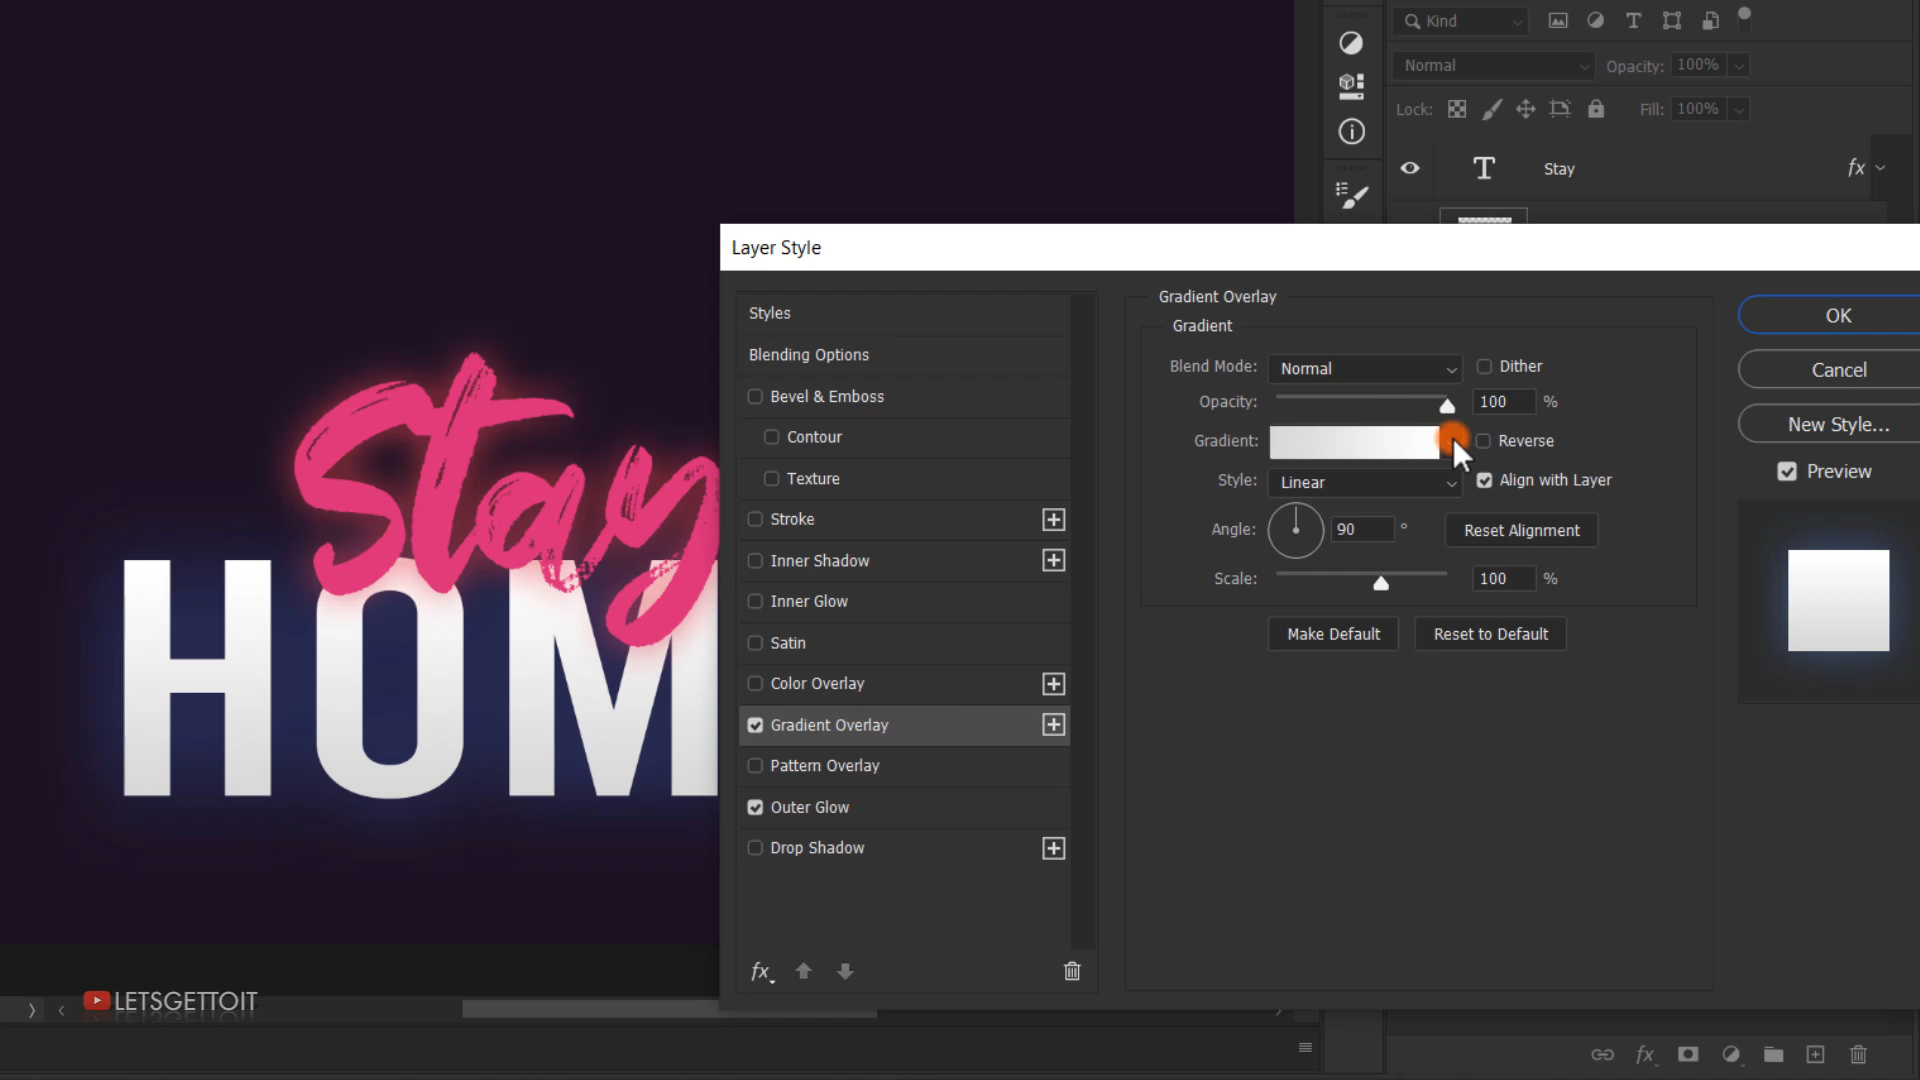 Kind
Normal
Opacity: 100%
Lock:
Fill: 100%
T Stay fx
Layer Style
Styles
Blending Options
Bevel & Emboss
Contour
Texture
Stroke
Inner Shadow
Inner Glow
Satin
Color Overlay
Gradient Overlay
Pattern Overlay
Outer Glow
Drop Shadow
fx
Gradient Overlay
Gradient
Blend Mode: Normal Dither
Opacity: 100 %
Gradient: Reverse
Style: Linear Align with Layer
Angle: 90 ° Reset Alignment
Scale: 100 %
Make Default Reset to Default
OK
Cancel
New Style...
Preview
Stay
HOM
LETSGETTOIT
fx